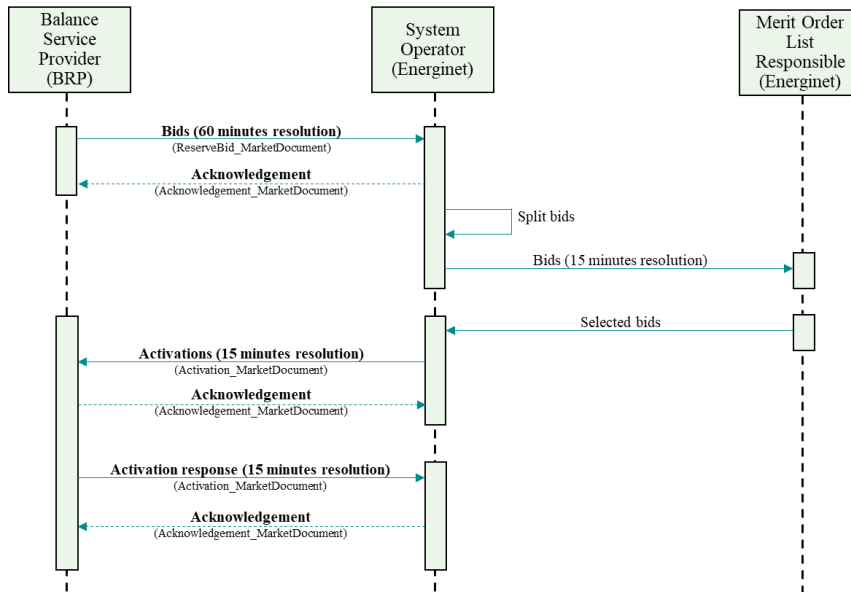 Balance
Service
Provider
(BRP)
System
Operator
(Energinet)
Merit Order
List
Responsible
(Energinet)
Bids (60 minutes resolution)
(ReserveBid_MarketDocument)
Acknowledgement
(Acknowledgement_MarketDocument)
Split bids
Bids (15 minutes resolution)
Selected bids
Activations (15 minutes resolution)
(Activation_MarketDocument)
Acknowledgement
(Acknowledgement_MarketDocument)
Activation response (15 minutes resolution)
(Activation_MarketDocument)
Acknowledgement
(Acknowledgement_MarketDocument)